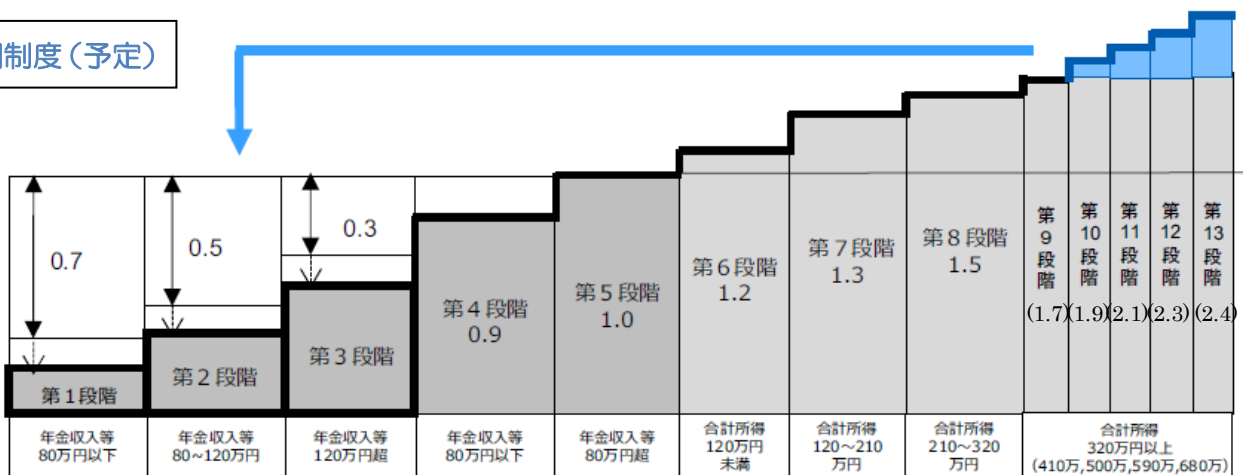 制度(予定)
0.7
0.5
0.3
第1段階
第2段階
第3段階
第4段階
0.9
第5段階
1.0
第6段階
1.2
第7段階
1.3
第8段階
1.5
第9段階
(1.7)
第10段階
(1.9)
第11段階
(2.1)
第12段階
(2.3)
第13段階
(2.4)
年金収入等
80万円以下
年金収入等
80~120万円
年金収入等
120万円超
年金収入等
80万円以下
年金収入等
80万円超
合計所得
120万円
未満
合計所得
120~210
万円
合計所得
210~320
万円
合計所得
320万円以上
(410万,500万,590万,680万)